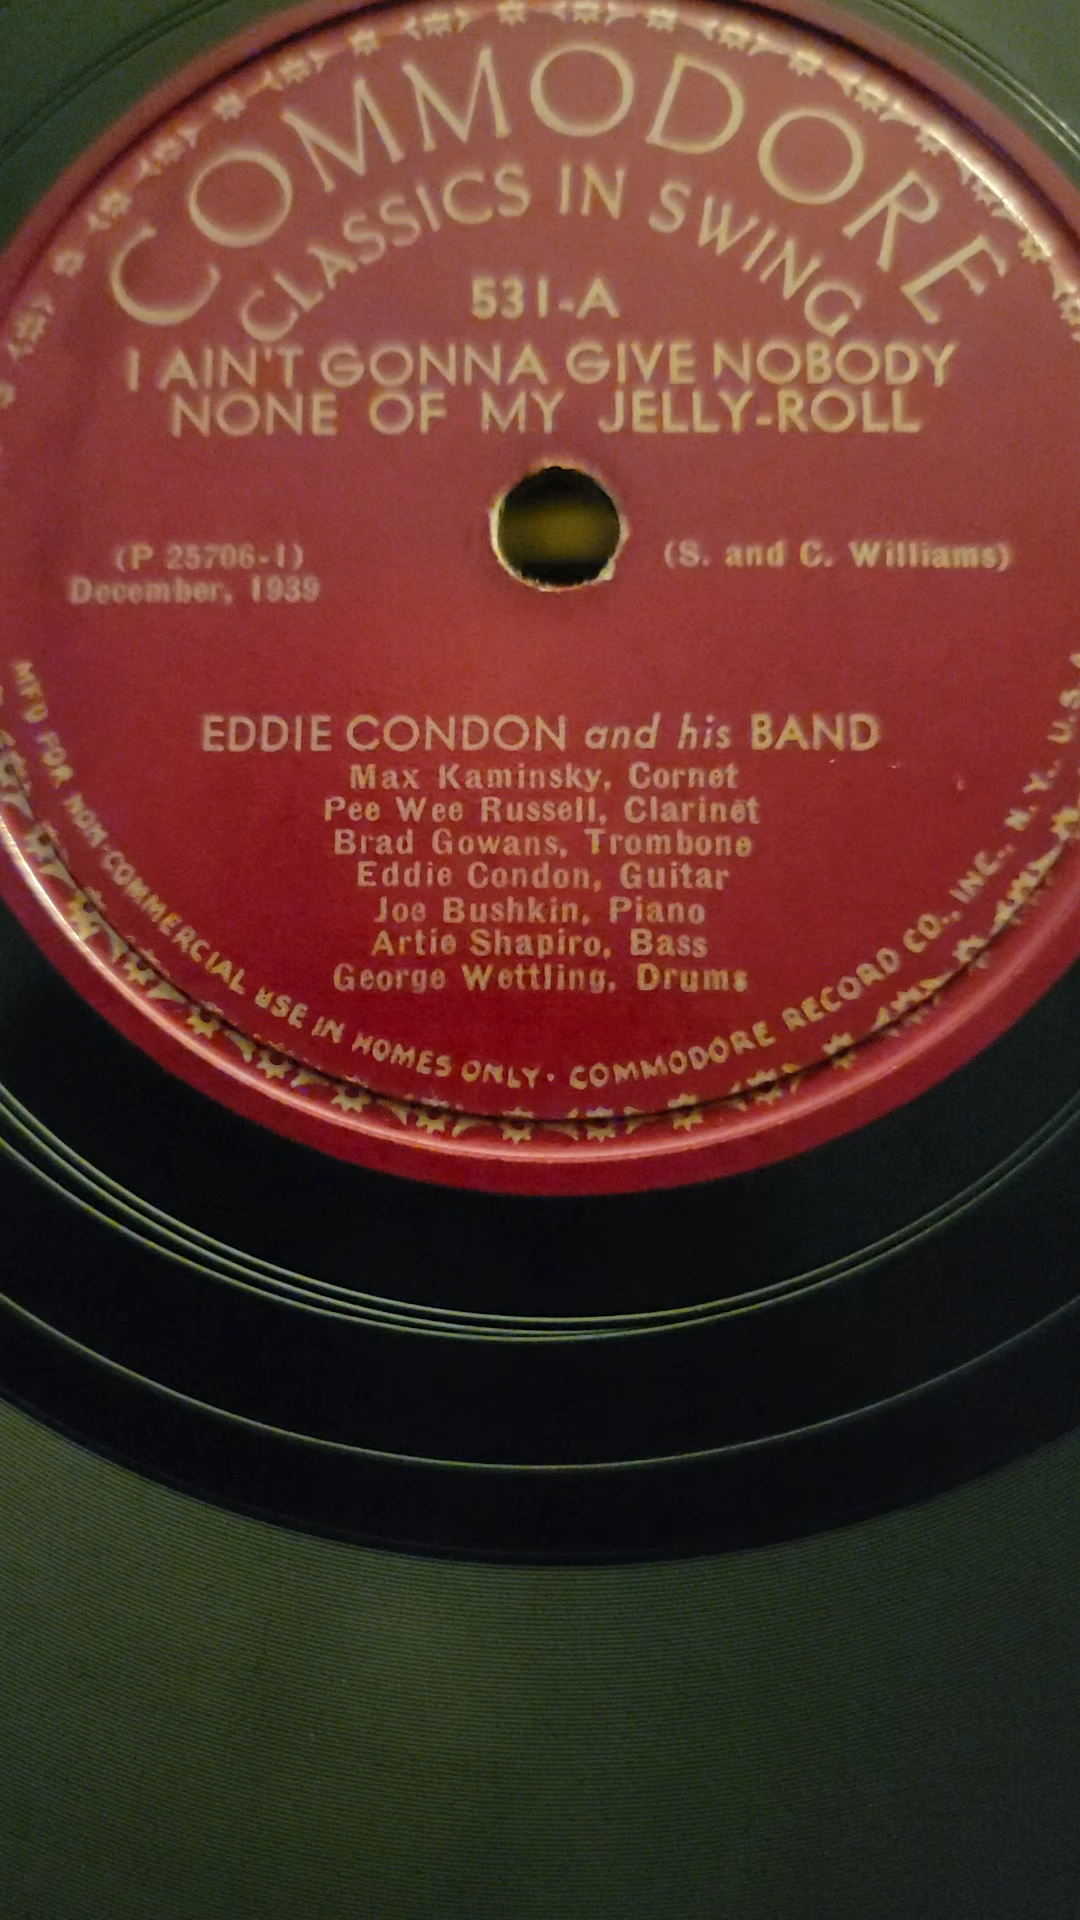 COMMODORE
CLASSICS IN SWING
531-A
I AIN'T GONNA GIVE NOBODY
NONE OF MY JELLY-ROLL
(P 25706-1)
December, 1939
(S. and C. Williams)
EDDIE CONDON and his BAND
Max Kaminsky, Cornet
Pee Wee Russell, Clarinet
Brad Gowans, Trombone
Eddie Condon, Guitar
Joe Bushkin, Piano
Artie Shapiro, Bass
George Wettling, Drums
MF'D FOR NON-COMMERCIAL USE IN HOMES ONLY · COMMODORE RECORD CO., INC., N. Y., U.S.A